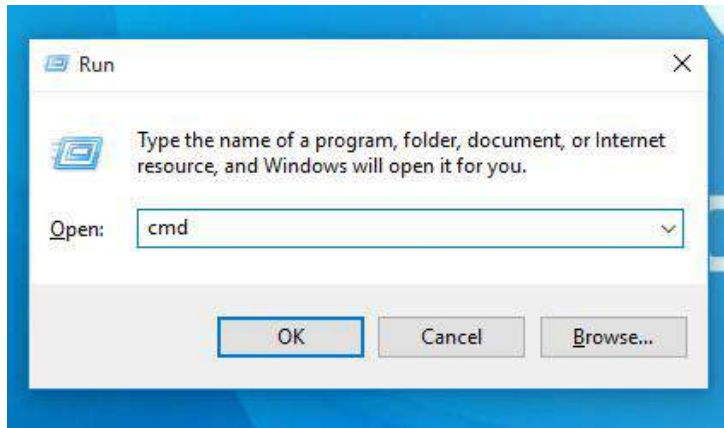 Run
Type the name of a program, folder, document, or Internet
resource, and Windows will open it for you.
Open: cmd
OK Cancel Browse...